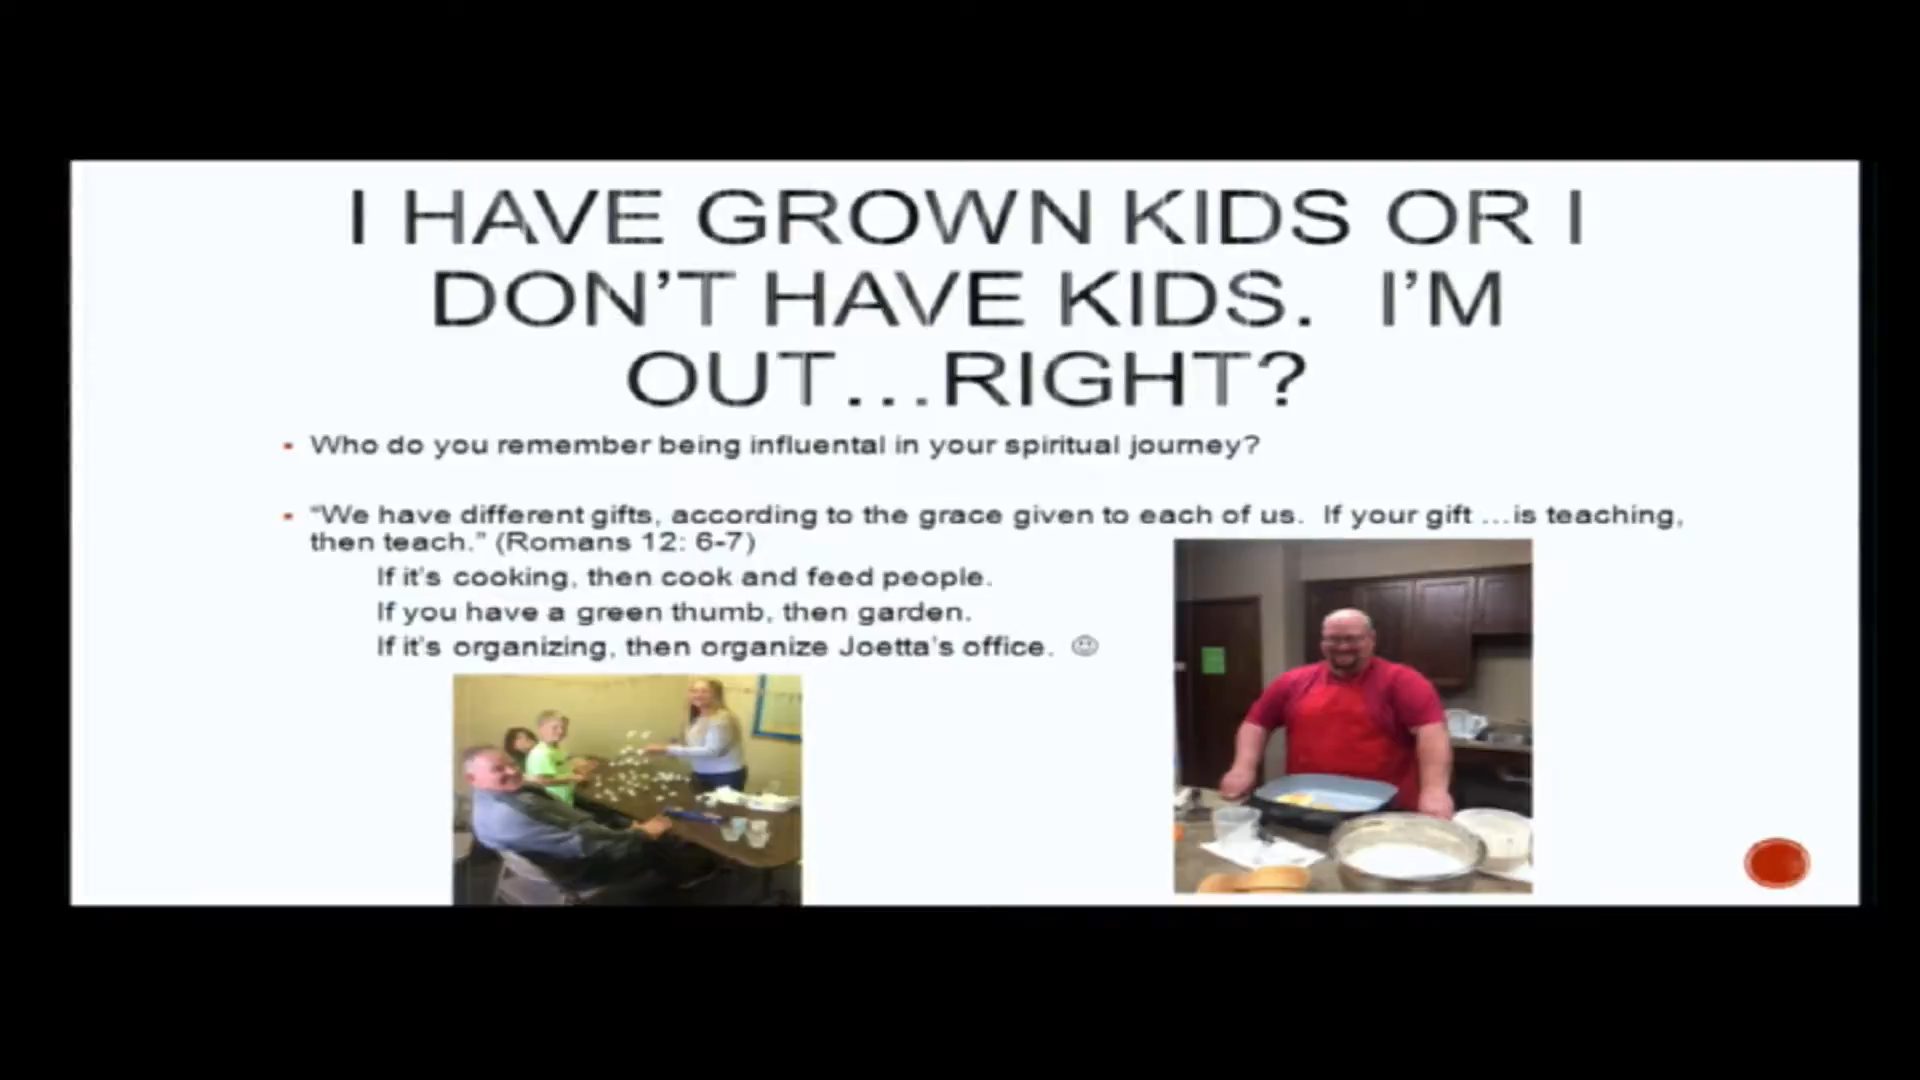 I HAVE GROWN KIDS OR I
DON'T HAVE KIDS. I'M
OUT...RIGHT?
▪ Who do you remember being influental in your spiritual journey?
▪ "We have different gifts, according to the grace given to each of us. If your gift ...is teaching,
then teach." (Romans 12: 6-7)
If it's cooking, then cook and feed people.
If you have a green thumb, then garden.
If it's organizing, then organize Joetta's office. ☺